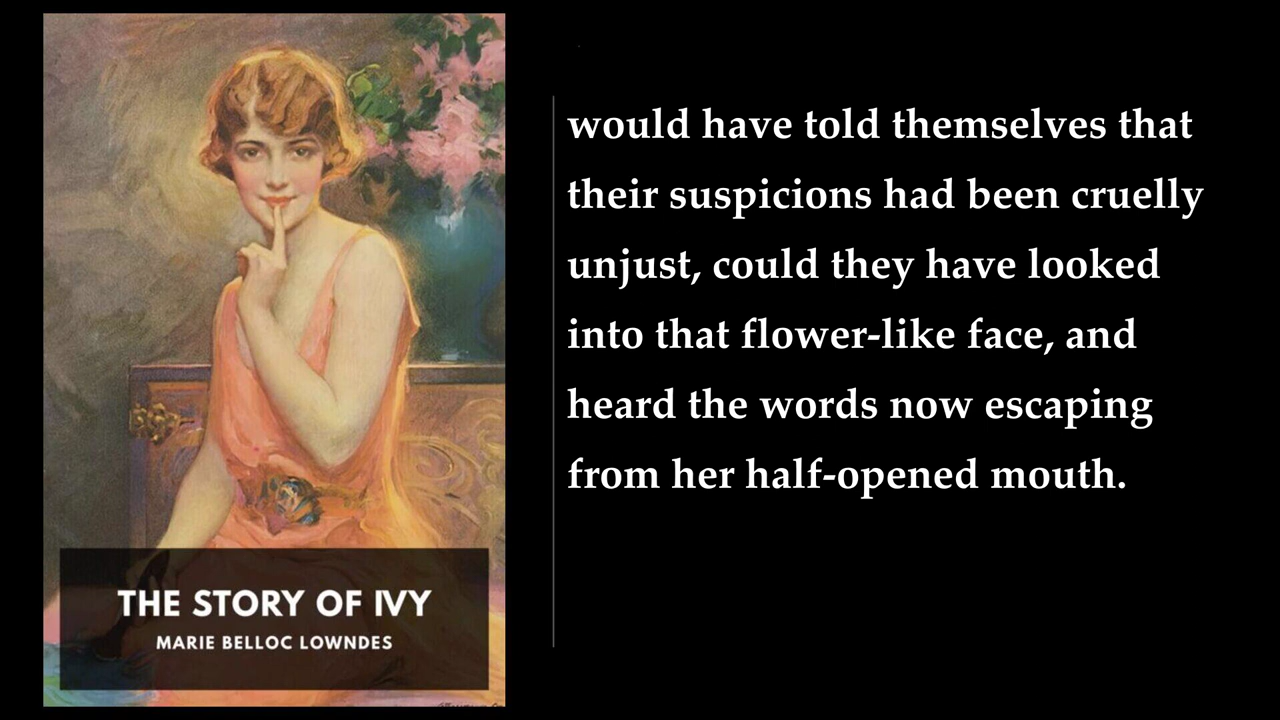 THE STORY OF IVY
MARIE BELLOC LOWNDES
would have told themselves that
their suspicions had been cruelly
unjust, could they have looked
into that flower-like face, and
heard the words now escaping
from her half-opened mouth.